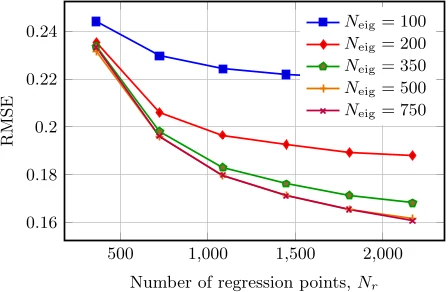 0.24
0.22
0.2
0.18
0.16
RMSE
500
1,000
1,500
2,000
Number of regression points, N_r
N_eig = 100
N_eig = 200
N_eig = 350
N_eig = 500
N_eig = 750